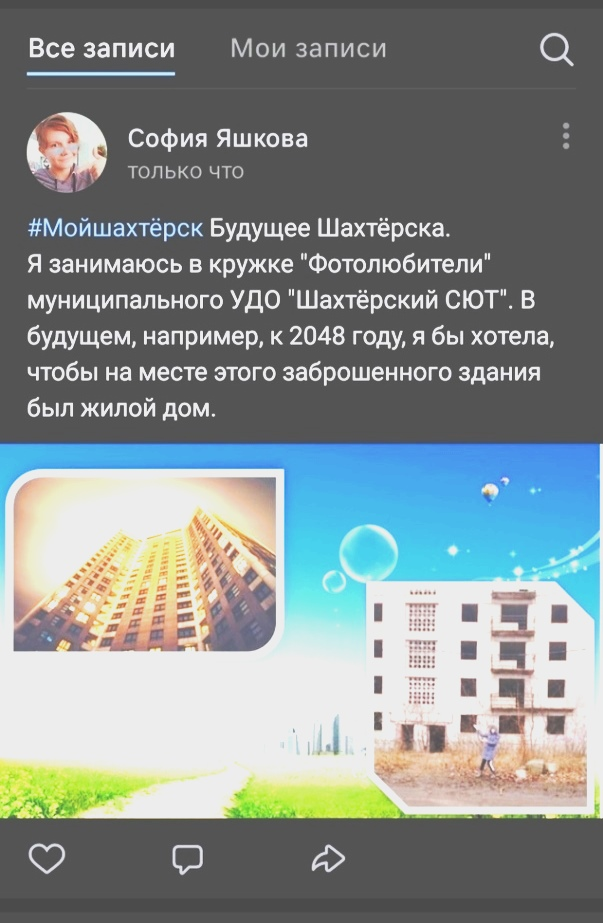 Все записи Мои записи
София Яшкова
только что
#Мойшахтёрск Будущее Шахтёрска.
Я занимаюсь в кружке "Фотолюбители"
муниципального УДО "Шахтёрский СЮТ". В
будущем, например, к 2048 году, я бы хотела,
чтобы на месте этого заброшенного здания
был жилой дом.